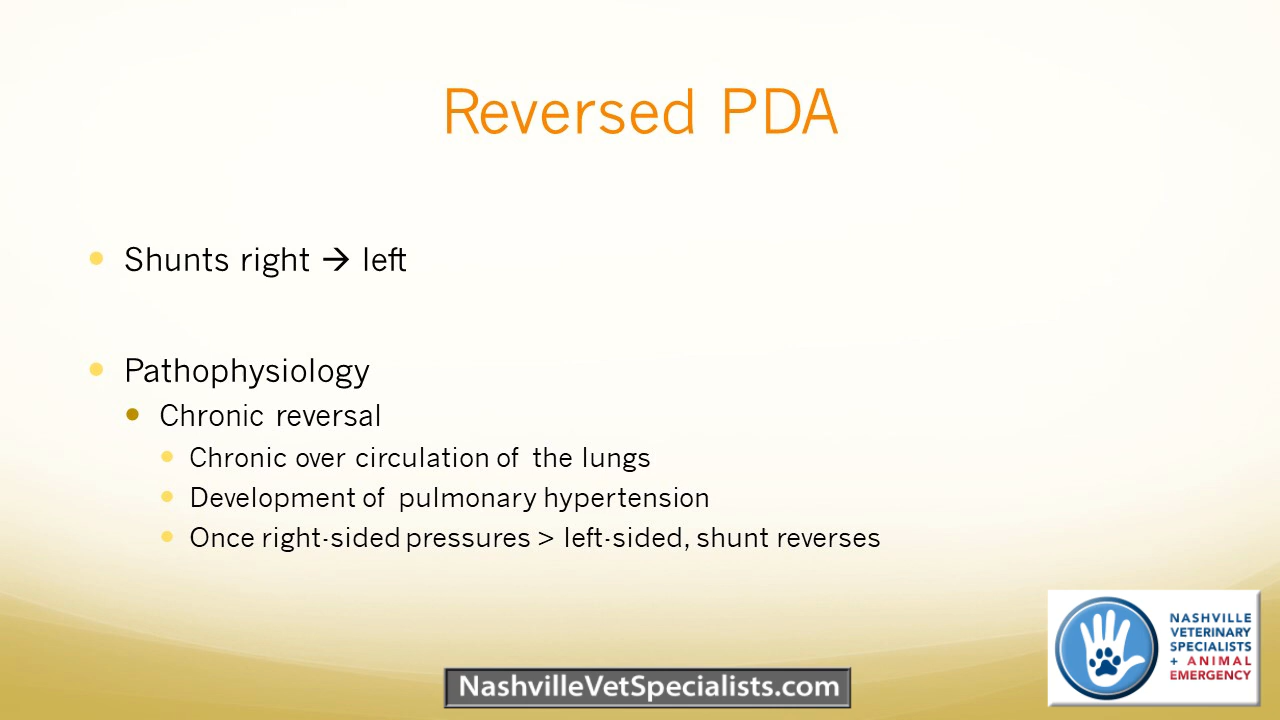 Reversed PDA
Shunts right → left
Pathophysiology
Chronic reversal
Chronic over circulation of the lungs
Development of pulmonary hypertension
Once right-sided pressures > left-sided, shunt reverses
NASHVILLE
VETERINARY
SPECIALISTS
+ ANIMAL
EMERGENCY
NashvilleVetSpecialists.com